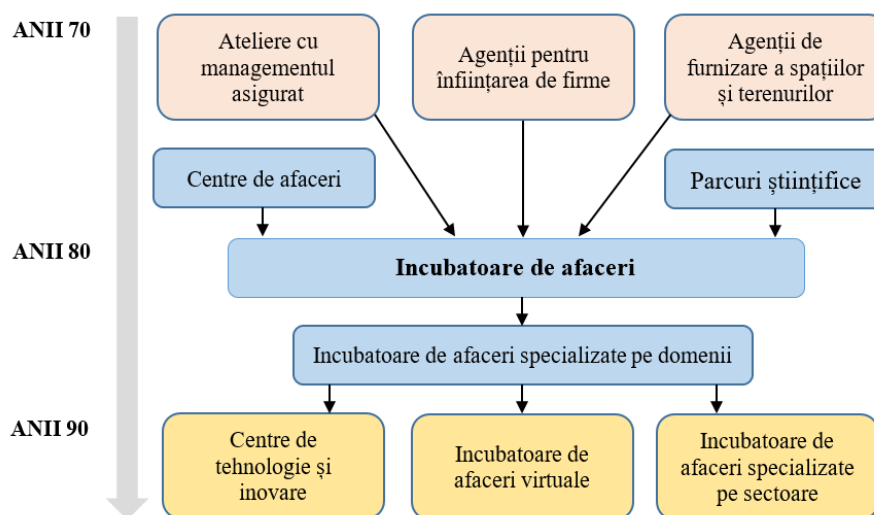 ANII 70
Ateliere cu
managementul
asigurat
Agenții pentru
înființarea de firme
Agenții de
furnizare a spațiilor
și terenurilor
Centre de afaceri
Parcuri științifice
ANII 80
Incubatoare de afaceri
Incubatoare de afaceri specializate pe domenii
ANII 90
Centre de
tehnologie și
inovare
Incubatoare de
afaceri virtuale
Incubatoare de
afaceri specializate
pe sectoare